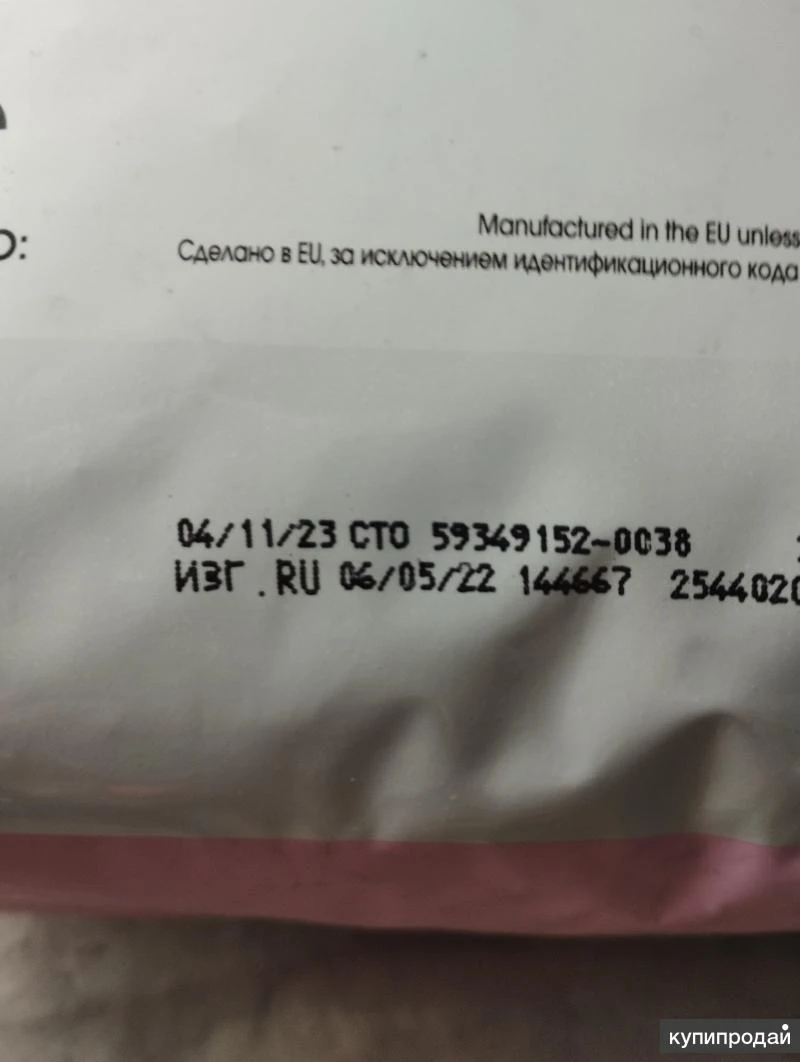 о:
Manufactured in the EU unless
Сделано в EU, за исключением идентификационного кода
04/11/23 СТО 59349152-0038
ИЗГ.RU 06/05/22 144667 2544020
купипродай